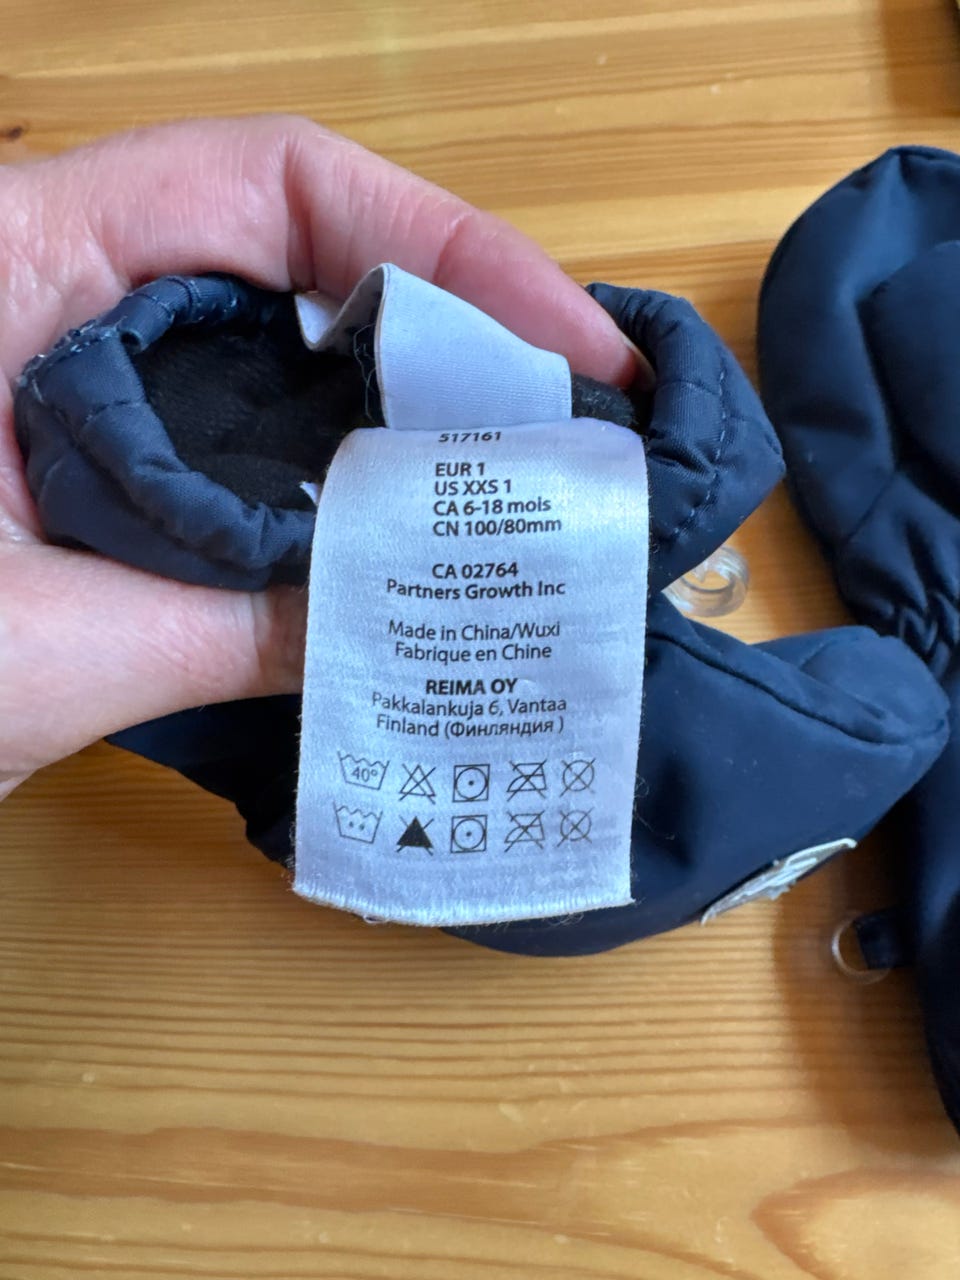 517161
EUR 1
US XXS 1
CA 6-18 mois
CN 100/80mm
CA 02764
Partners Growth Inc
Made in China/Wuxi
Fabrique en Chine
REIMA OY
Pakkalankuja 6, Vantaa
Finland (Финляндия )
40°